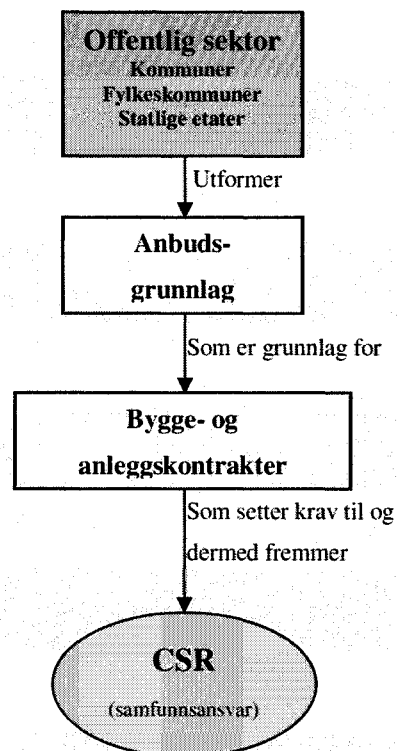 Offentlig sektor
Kommuner
Fylkeskommuner
Statlige etater
Utformer
Anbuds-
grunnlag
Som er grunnlag for
Bygge- og
anleggskontrakter
Som setter krav til og
dermed fremmer
CSR
(samfunnsansvar)